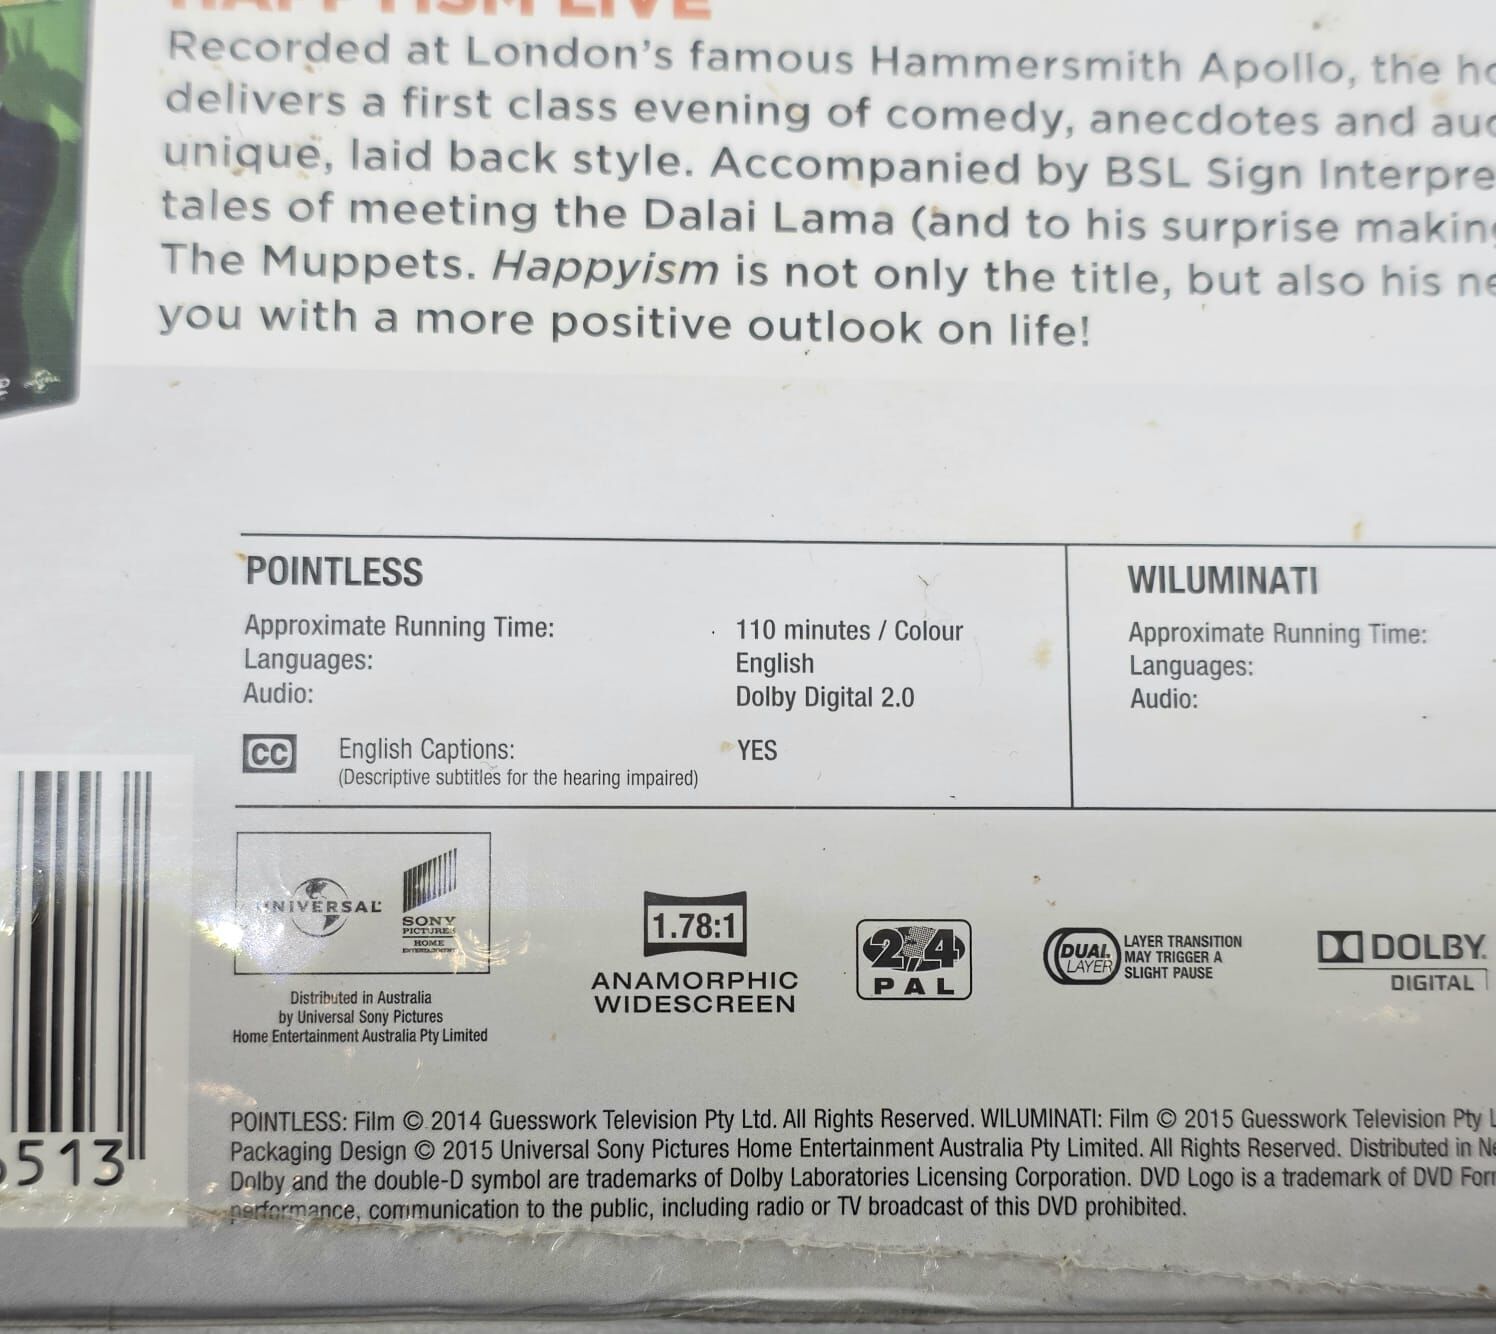 HAPPYISM LIVE
Recorded at London's famous Hammersmith Apollo, the
delivers a first class evening of comedy, anecdotes and
unique, laid back style. Accompanied by BSL Sign
tales of meeting the Dalai Lama (and to his surprise
The Muppets. Happyism is not only the title, but also his
you with a more positive outlook on life!
POINTLESS
Approximate Running Time: 110 minutes / Colour
Languages: English
Audio: Dolby Digital 2.0
CC English Captions: YES
(Descriptive subtitles for the hearing impaired)
WILUMINATI
Approximate Running Time:
Languages:
Audio:
UNIVERSAL
SONY
PICTURES
HOME
ENTERTAINMENT
Distributed in Australia
by Universal Sony Pictures
Home Entertainment Australia Pty Limited
1.78:1
ANAMORPHIC
WIDESCREEN
2,4
PAL
DUAL LAYER
LAYER TRANSITION
MAY TRIGGER A
SLIGHT PAUSE
DOLBY
DIGITAL
513
POINTLESS: Film © 2014 Guesswork Television Pty Ltd. All Rights Reserved. WILUMINATI: Film © 2015 Guesswork Television Pty
Packaging Design © 2015 Universal Sony Pictures Home Entertainment Australia Pty Limited. All Rights Reserved. Distributed in
Dolby and the double-D symbol are trademarks of Dolby Laboratories Licensing Corporation. DVD Logo is a trademark of DVD
performance, communication to the public, including radio or TV broadcast of this DVD prohibited.